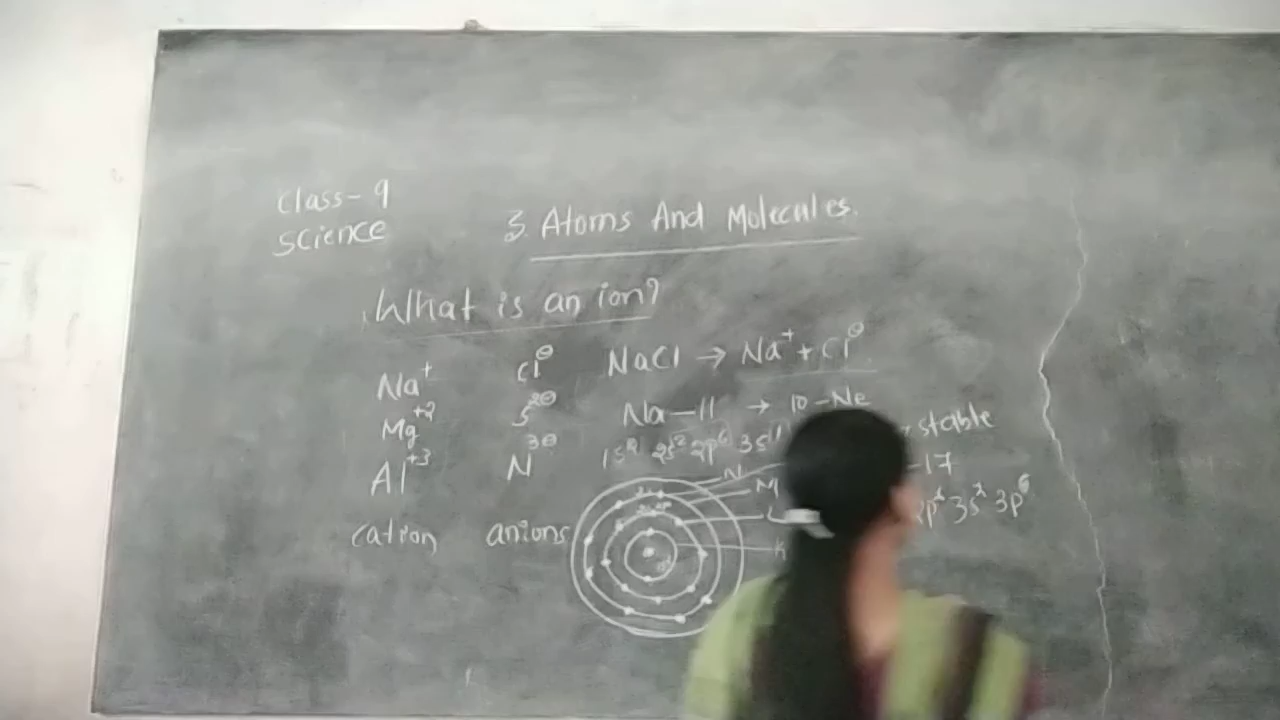 Class-9
Science
3. Atoms And Molecules.
What is an ion?
Na⁺ Cl⊖ NaCl → Na⁺ + Cl⊖
Mg⁺² S²⊖ Na-11 → 10-Ne
1s² 2s² 2p⁶ 3s¹ stable
Al⁺³ N³⊖ -17
N
M
3s² 3p⁶
L
cation anions
K